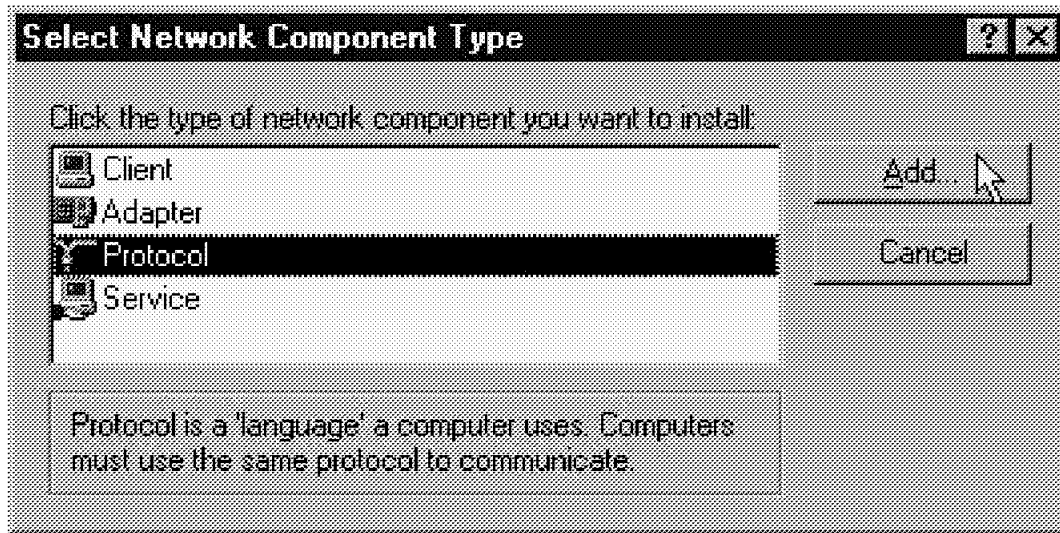 Select Network Component Type
Click the type of network component you want to install:
Client
Adapter
Protocol
Service
Add...
Cancel
Protocol is a 'language' a computer uses. Computers
must use the same protocol to communicate.